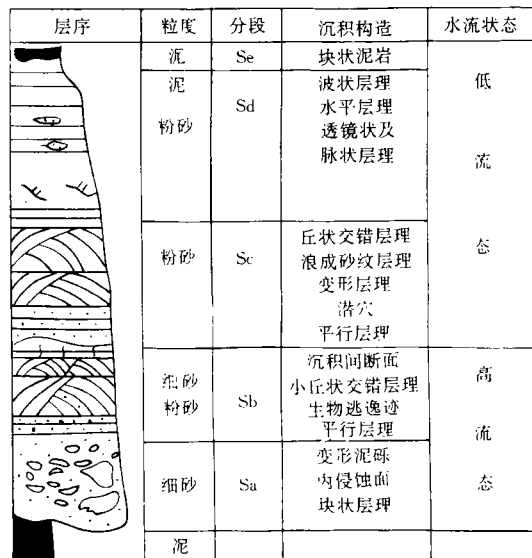 层序 粒度 分段 沉积构造 水流状态
泥 Se 块状泥岩
泥 波状层理 低
Sd 水平层理
粉砂 透镜状及
脉状层理 流
丘状交错层理 态
粉砂 Sc 浪成砂纹层理
变形层理
潜穴
平行层理
沉积间断面 高
细砂 小丘状交错层理
粉砂 Sb 生物逃逸迹
平行层理 流
变形泥砾
细砂 Sa 内侵蚀面 态
块状层理
泥